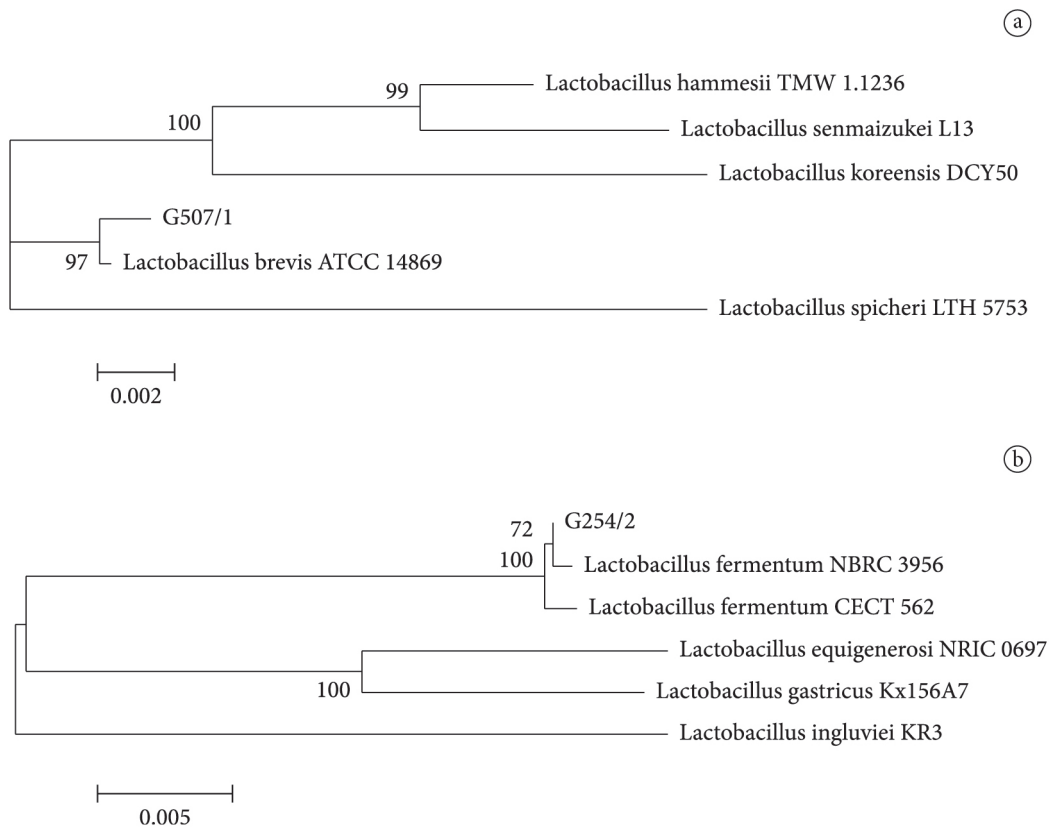 a
Lactobacillus hammesii TMW 1.1236
99
100
Lactobacillus senmaizukei L13
Lactobacillus koreensis DCY50
G507/1
97
Lactobacillus brevis ATCC 14869
Lactobacillus spicheri LTH 5753
0.002
b
72
G254/2
100
Lactobacillus fermentum NBRC 3956
Lactobacillus fermentum CECT 562
Lactobacillus equigenerosi NRIC 0697
100
Lactobacillus gastricus Kx156A7
Lactobacillus ingluviei KR3
0.005